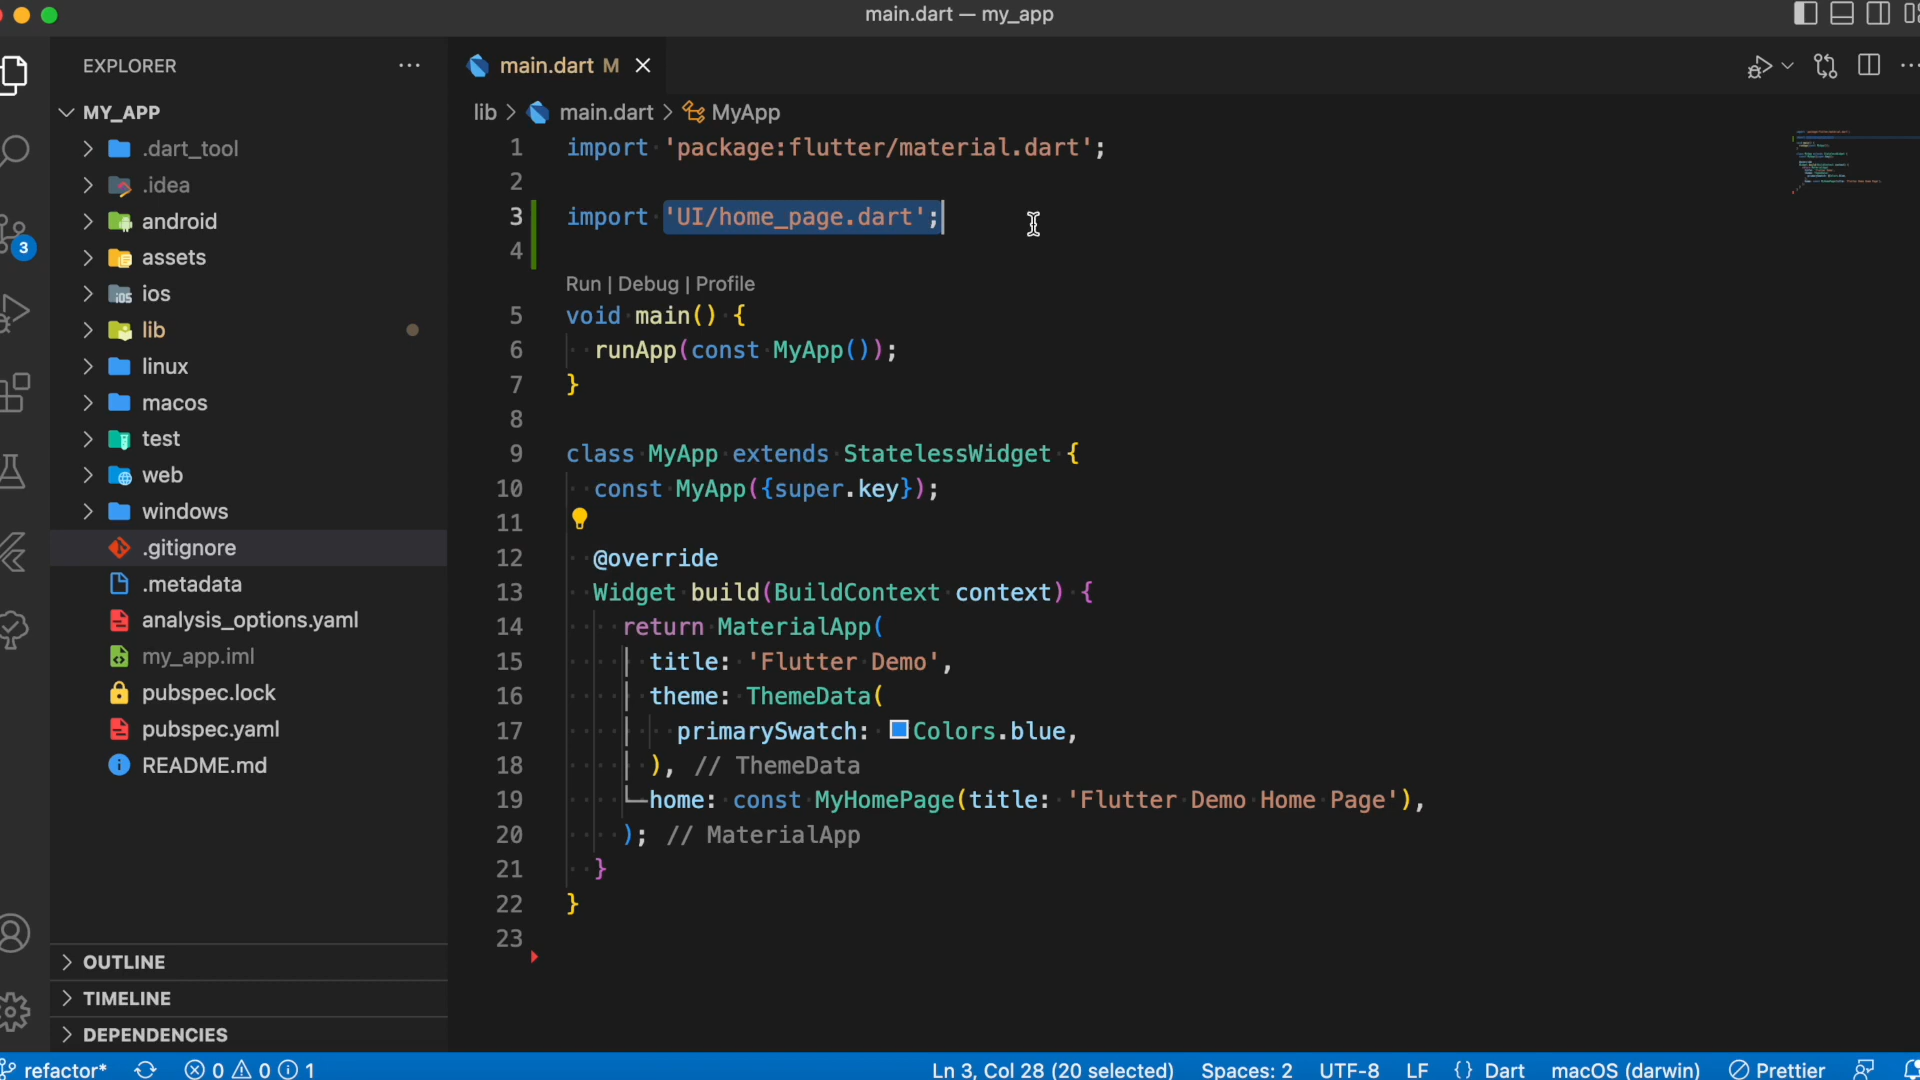 main.dart — my_app
EXPLORER
main.dart M
MY_APP
lib > main.dart > MyApp
.dart_tool
.idea
android
assets
ios
lib
linux
macos
test
web
windows
.gitignore
.metadata
analysis_options.yaml
my_app.iml
pubspec.lock
pubspec.yaml
README.md
OUTLINE
TIMELINE
DEPENDENCIES
3
1 import 'package:flutter/material.dart';
2
3 import 'UI/home_page.dart';
4
Run | Debug | Profile
5 void main() {
6 runApp(const MyApp());
7 }
8
9 class MyApp extends StatelessWidget {
10 const MyApp({super.key});
11
12 @override
13 Widget build(BuildContext context) {
14 return MaterialApp(
15 title: 'Flutter Demo',
16 theme: ThemeData(
17 primarySwatch: Colors.blue,
18 ), // ThemeData
19 home: const MyHomePage(title: 'Flutter Demo Home Page'),
20 ); // MaterialApp
21 }
22 }
23
refactor* 0 0 1 Ln 3, Col 28 (20 selected) Spaces: 2 UTF-8 LF {} Dart macOS (darwin) Prettier